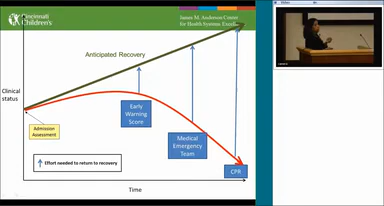 Cincinnati
Children's
James M. Anderson Center
for Health Systems Excellence
Anticipated Recovery
Clinical
status
Admission
Assessment
Early
Warning
Score
Medical
Emergency
Team
CPR
Effort needed to return to recovery
Time